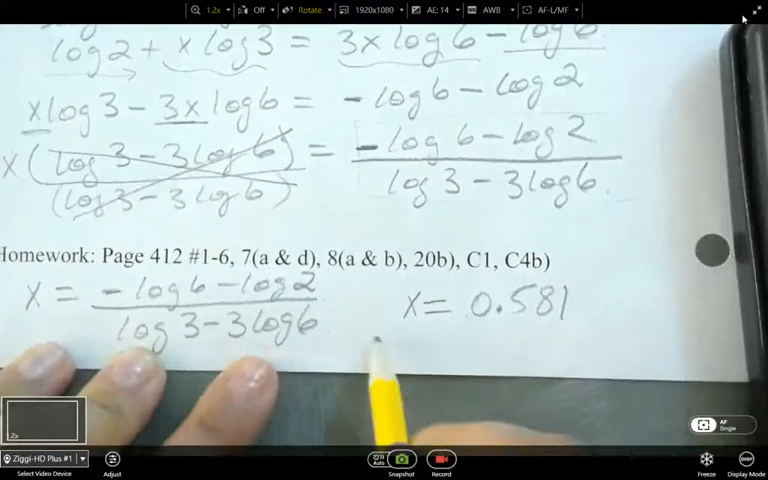 1.2x Off Rotate 1920x1080 AE: 14 AWB AF-L/MF
log 2 + x log 3 = 3x log 6 - log 6
x log 3 - 3x log 6 = - log 6 - log 2
x (log 3 - 3 log 6) = - log 6 - log 2
(log 3 - 3 log 6) log 3 - 3 log 6.
Homework: Page 412 #1-6, 7(a & d), 8(a & b), 20b), C1, C4b)
x = - log 6 - log 2
log 3 - 3 log 6
x = 0.581
1.2x
AF
Single
Ziggi-HD Plus #1
Select Video Device
Adjust
Auto
Snapshot
Record
Freeze
DISP
Display Mode